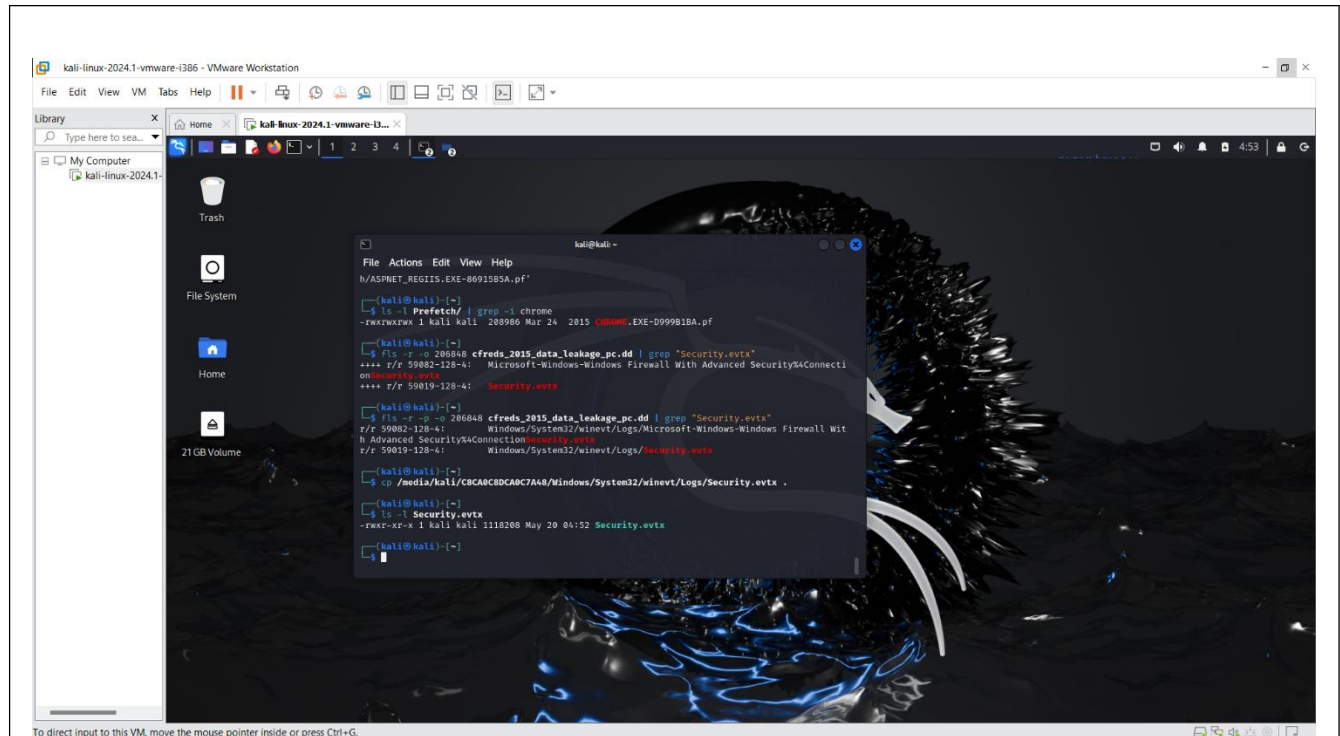 kali-linux-2024.1-vmware-i386 - VMware Workstation
File Edit View VM Tabs Help
Library X
Home
kali-linux-2024.1-vmware-i3...
Type here to sea...
1 2 3 4
4:53
My Computer
kali-linux-2024.1-
Trash
File System
Home
21 GB Volume
kali@kali: ~
File Actions Edit View Help
h/ASPNET_REGIIS.EXE-86915B5A.pf'
(kali㉿kali)-[~]
$ ls -l Prefetch/ | grep -i chrome
-rwxrwxrwx 1 kali kali 208986 Mar 24 2015 CHROME.EXE-D999B1BA.pf
(kali㉿kali)-[~]
$ fls -r -o 206848 cfreds_2015_data_leakage_pc.dd | grep "Security.evtx"
++++ r/r 59082-128-4: Microsoft-Windows-Windows Firewall With Advanced Security%4Connecti
onSecurity.evtx
++++ r/r 59019-128-4: Security.evtx
(kali㉿kali)-[~]
$ fls -r -p -o 206848 cfreds_2015_data_leakage_pc.dd | grep "Security.evtx"
r/r 59082-128-4: Windows/System32/winevt/Logs/Microsoft-Windows-Windows Firewall Wit
h Advanced Security%4ConnectionSecurity.evtx
r/r 59019-128-4: Windows/System32/winevt/Logs/Security.evtx
(kali㉿kali)-[~]
$ cp /media/kali/C8CA0C8DCA0C7A48/Windows/System32/winevt/Logs/Security.evtx .
(kali㉿kali)-[~]
$ ls -l Security.evtx
-rwxr-xr-x 1 kali kali 1118208 May 20 04:52 Security.evtx
(kali㉿kali)-[~]
$
To direct input to this VM, move the mouse pointer inside or press Ctrl+G.